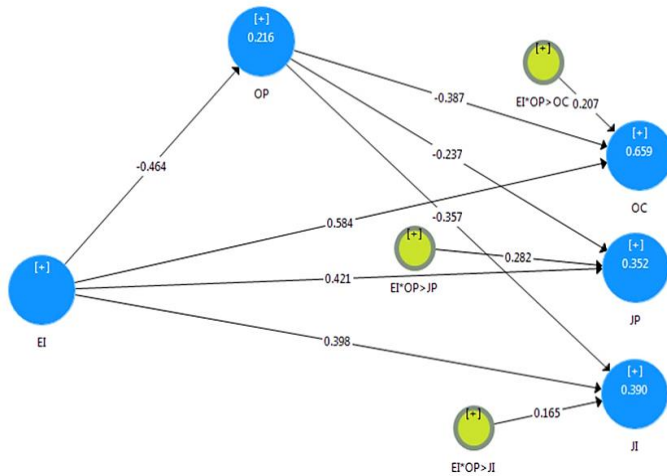 [+]
0.216
OP
[+]
EI*OP>OC
0.207
-0.387
[+]
0.659
OC
-0.464
-0.237
-0.357
0.584
[+]
EI*OP>JP
0.282
[+]
0.352
JP
[+]
EI
0.421
0.398
[+]
0.390
JI
[+]
EI*OP>JI
0.165